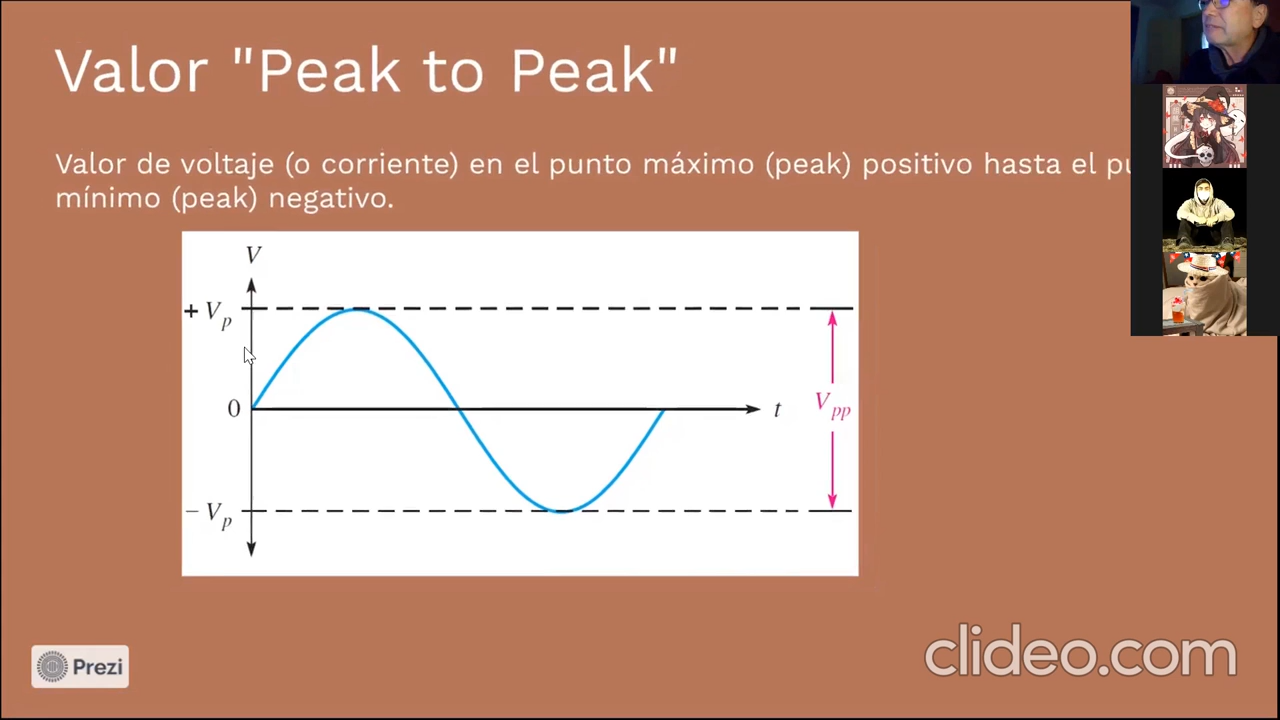 Valor "Peak to Peak"
Valor de voltaje (o corriente) en el punto máximo (peak) positivo hasta el
mínimo (peak) negativo.
V
+ Vp
0
t
Vpp
− Vp
Prezi
clideo.com